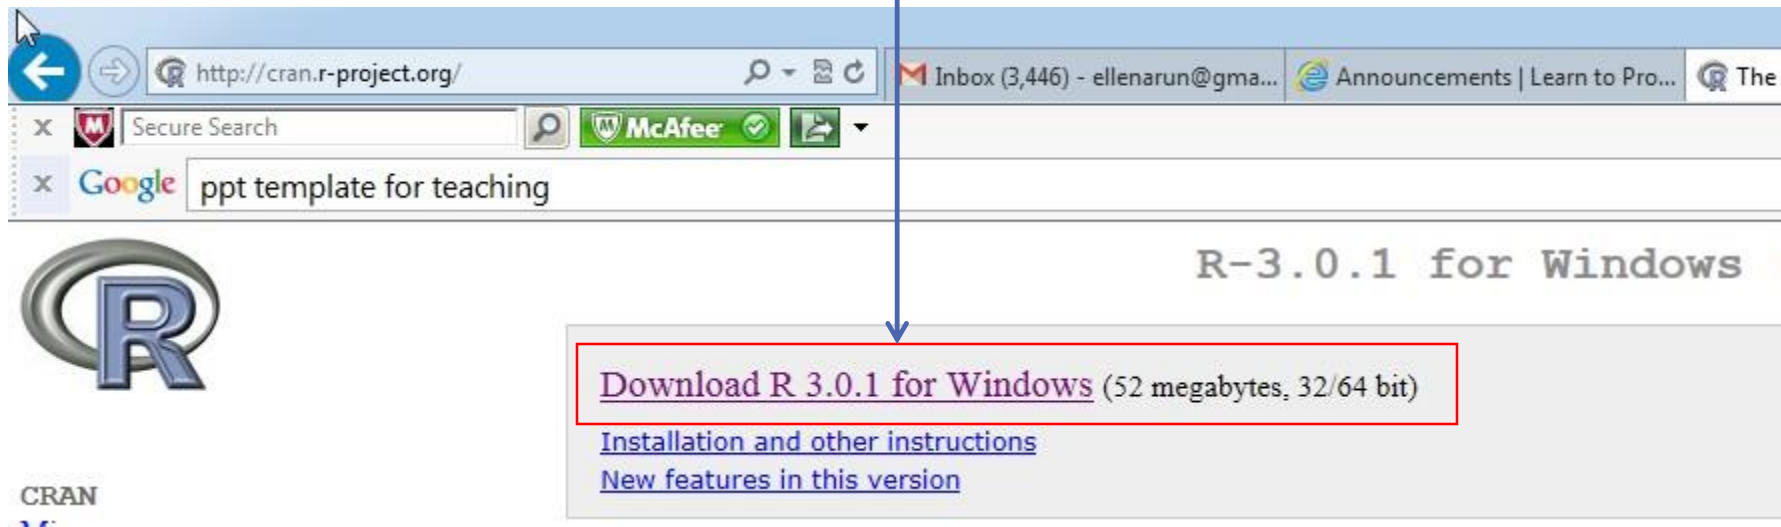 http://cran.r-project.org/ Inbox (3,446) - ellenarun@gma... Announcements | Learn to Pro... The
x Secure Search McAfee
x Google ppt template for teaching
R
R-3.0.1 for Windows
Download R 3.0.1 for Windows (52 megabytes, 32/64 bit)
Installation and other instructions
New features in this version
CRAN